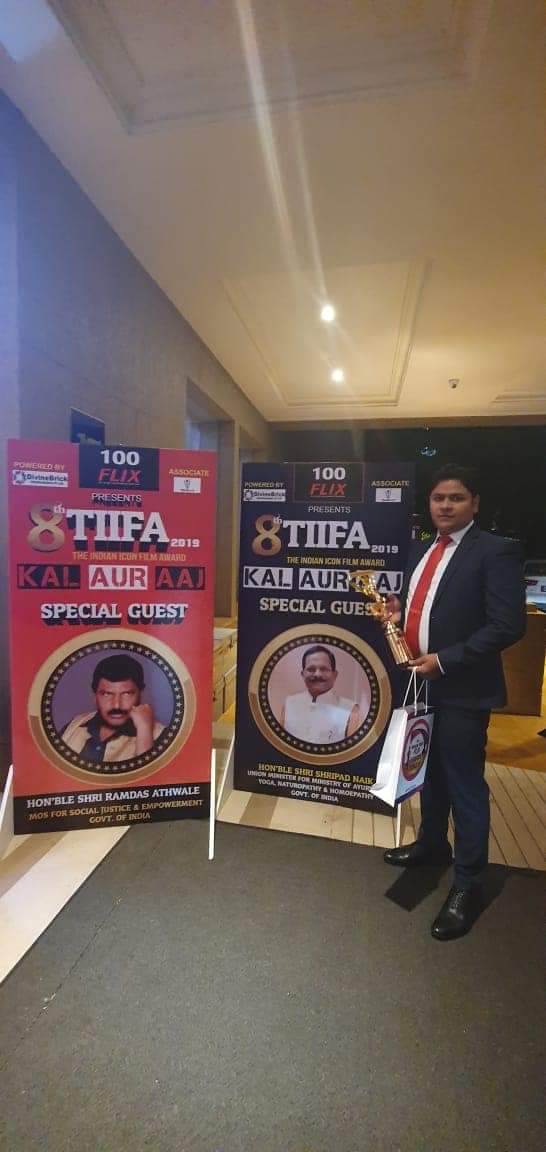 POWERED BY
DivineBrick
100
FLIX
ASSOCIATE
PRESENTS
8th TIIFA 2019
THE INDIAN ICON FILM AWARD
KAL AUR AAJ
SPECIAL GUEST
HON'BLE SHRI RAMDAS ATHWALE
MOS FOR SOCIAL JUSTICE & EMPOWERMENT
GOVT. OF INDIA
POWERED BY
DivineBrick
100
FLIX
ASSOCIATE
PRESENTS
8th TIIFA 2019
THE INDIAN ICON FILM AWARD
KAL AUR AAJ
SPECIAL GUES
HON'BLE SHRI SHRIPAD NAIK
UNION MINISTER FOR MINISTRY OF AYUR
YOGA, NATUROPATHY & HOMOEPATHY
GOVT. OF INDIA